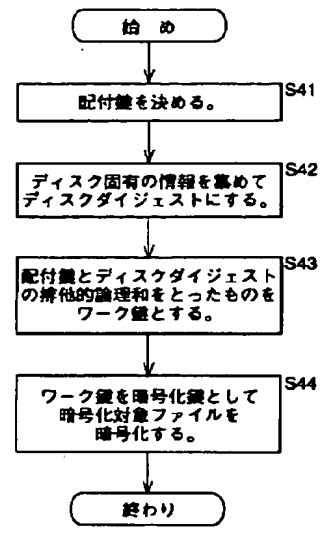 始め
S41
配付鍵を決める。
S42
ディスク固有の情報を集めて
ディスクダイジェストにする。
S43
配付鍵とディスクダイジェスト
の排他的論理和をとったものを
ワーク鍵とする。
S44
ワーク鍵を暗号化鍵として
暗号化対象ファイルを
暗号化する。
終わり